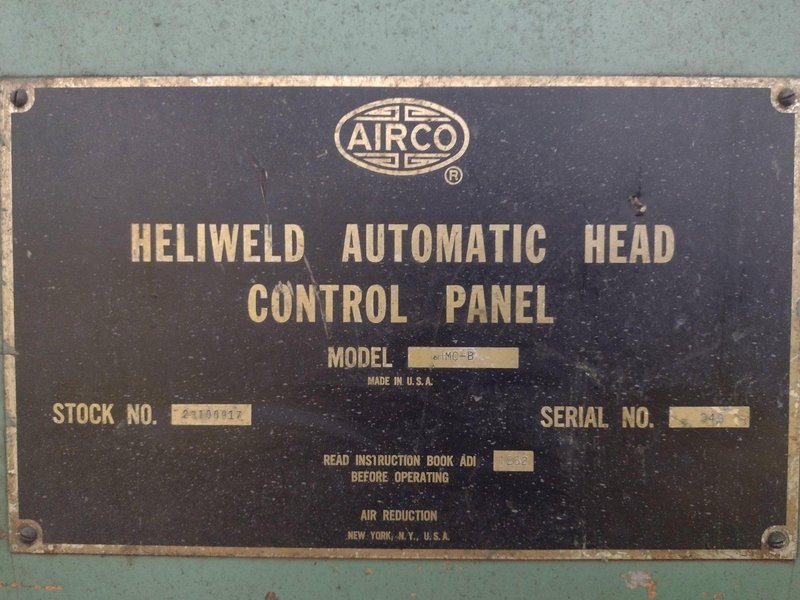 AIRCO
®
HELIWELD AUTOMATIC HEAD
CONTROL PANEL
MODEL HMC-B
MADE IN U.S.A.
STOCK NO. SERIAL NO.
READ INSTRUCTION BOOK ADI
BEFORE OPERATING
AIR REDUCTION
NEW YORK, N.Y., U.S.A.